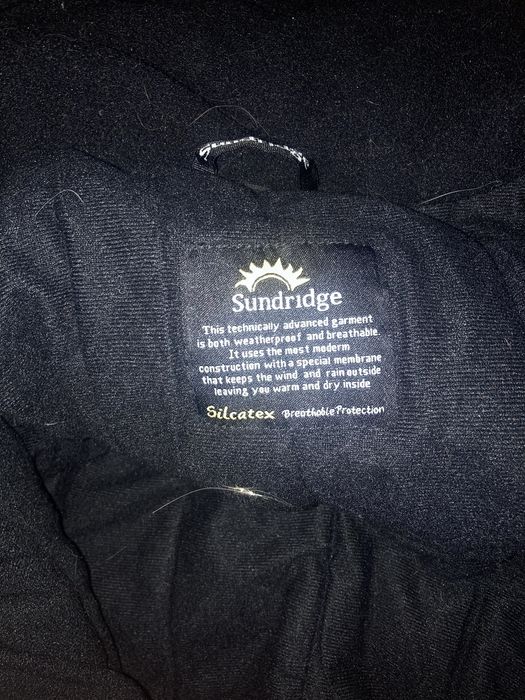 Sundridge
This technically advanced garment
is both weatherproof and breathable
It uses the most modern
construction with a special membrane
that keeps the wind and rain outside
leaving you warm and dry inside
Silcatex Breathable Protection